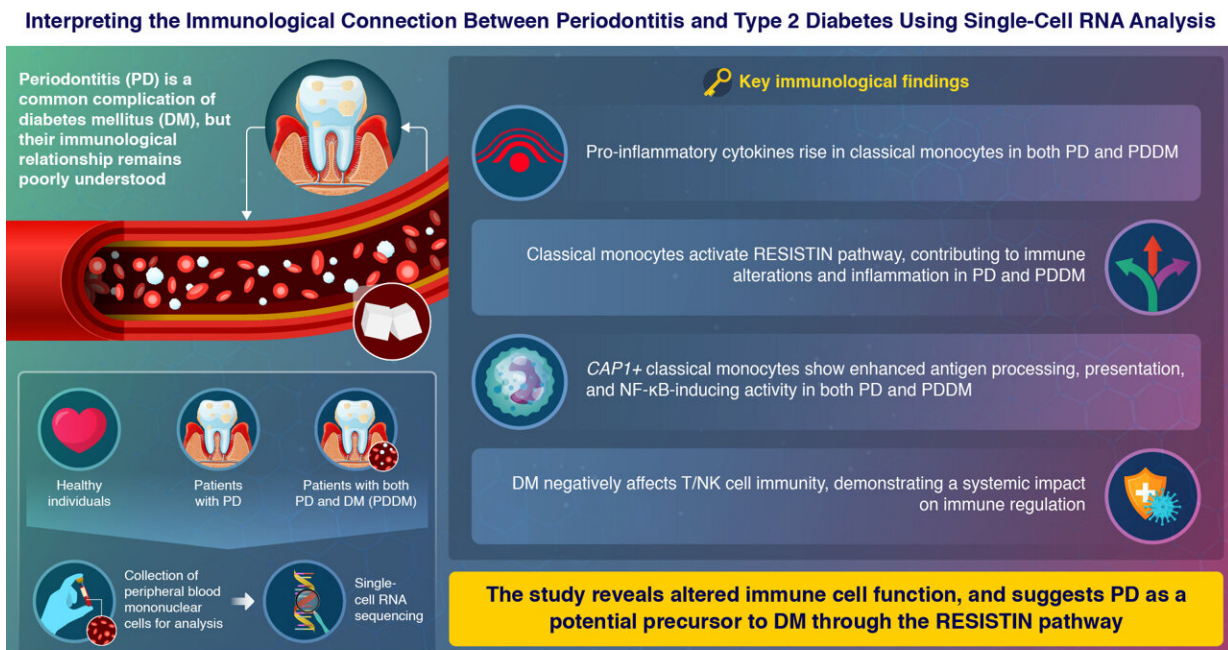 Interpreting the Immunological Connection Between Periodontitis and Type 2 Diabetes Using Single-Cell RNA Analysis
Periodontitis (PD) is a
common complication of
diabetes mellitus (DM), but
their immunological
relationship remains
poorly understood
Healthy
individuals
Patients
with PD
Patients with both
PD and DM (PDDM)
Collection of
peripheral blood
mononuclear
cells for analysis
Single-
cell RNA
sequencing
Key immunological findings
Pro-inflammatory cytokines rise in classical monocytes in both PD and PDDM
Classical monocytes activate RESISTIN pathway, contributing to immune
alterations and inflammation in PD and PDDM
CAP1+ classical monocytes show enhanced antigen processing, presentation,
and NF-κB-inducing activity in both PD and PDDM
DM negatively affects T/NK cell immunity, demonstrating a systemic impact
on immune regulation
The study reveals altered immune cell function, and suggests PD as a
potential precursor to DM through the RESISTIN pathway